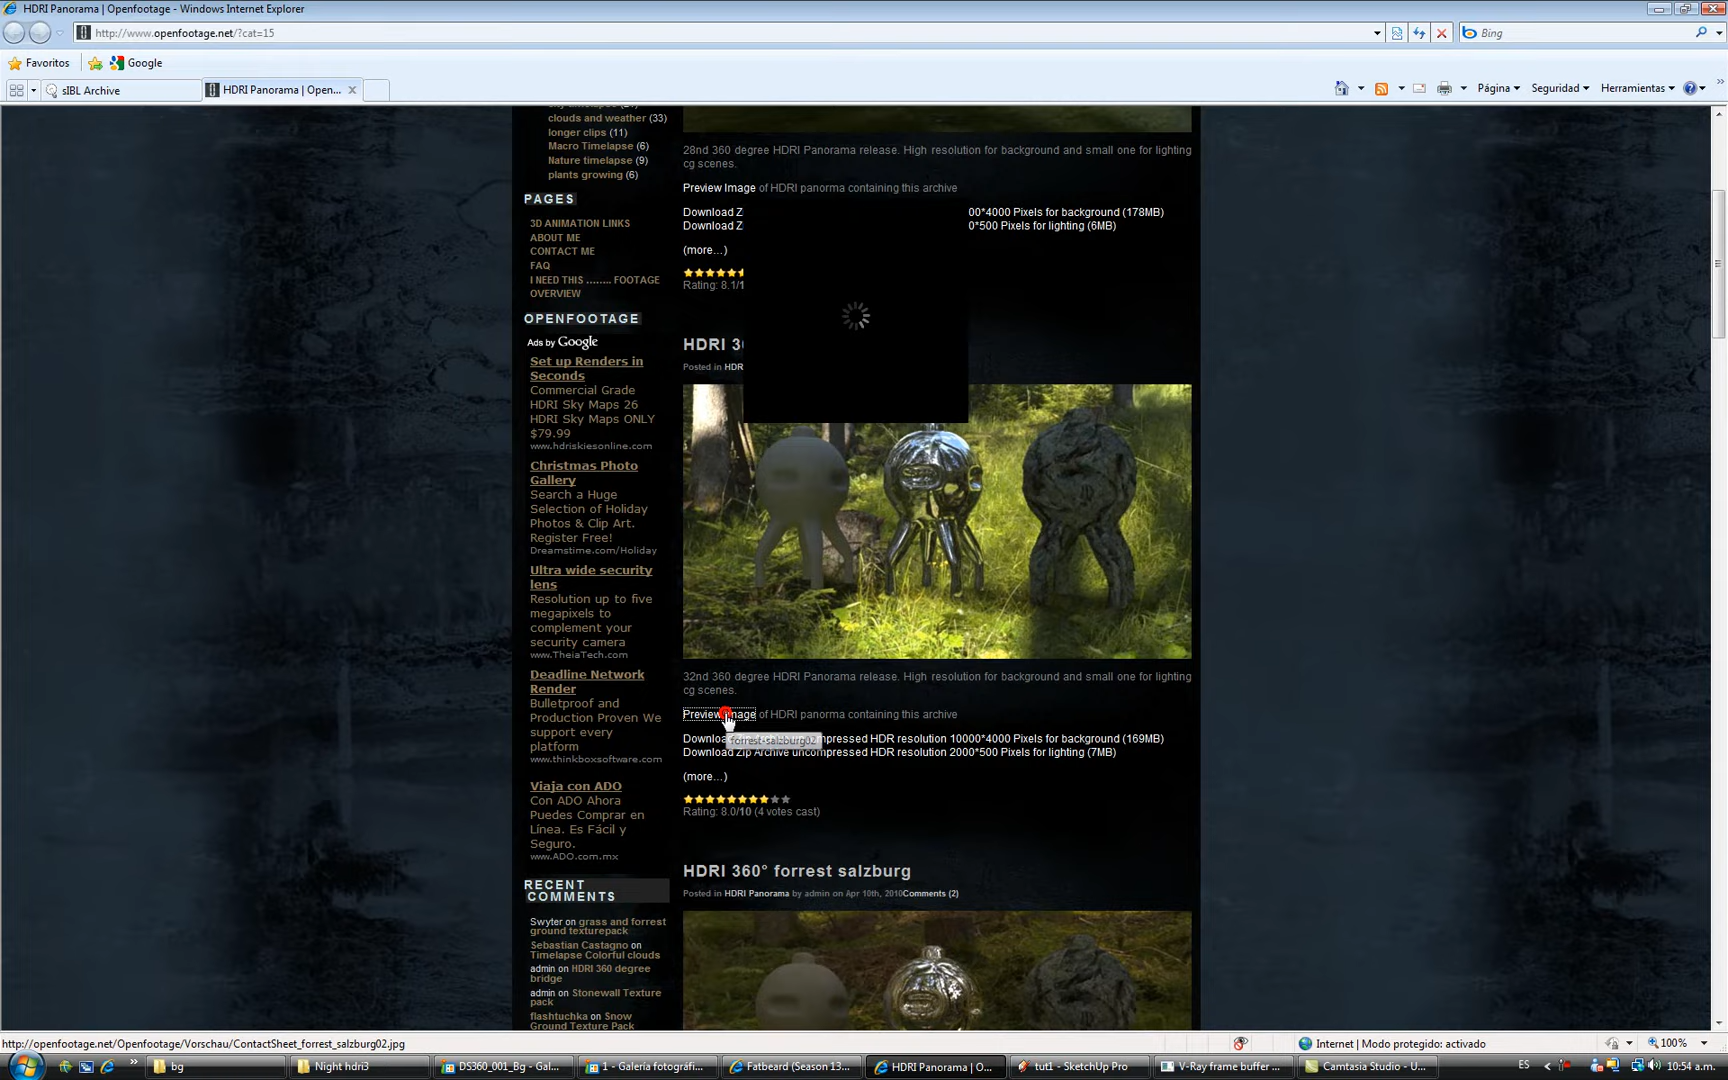 HDRI Panorama | Openfootage - Windows Internet Explorer
http://www.openfootage.net/?cat=15
Bing
Favoritos
Google
sIBL Archive
HDRI Panorama | Open...
Página
Seguridad
Herramientas
clouds and weather (33)
longer clips (11)
Macro Timelapse (6)
Nature timelapse (9)
plants growing (6)
PAGES
3D ANIMATION LINKS
ABOUT ME
CONTACT ME
FAQ
I NEED THIS ........ FOOTAGE
OVERVIEW
OPENFOOTAGE
Ads by Google
Set up Renders in
Seconds
Commercial Grade
HDRI Sky Maps 26
HDRI Sky Maps ONLY
$79.99
www.hdriskiesonline.com
Christmas Photo
Gallery
Search a Huge
Selection of Holiday
Photos & Clip Art.
Register Free!
Dreamstime.com/Holiday
Ultra wide security
lens
Resolution up to five
megapixels to
complement your
security camera
www.TheiaTech.com
Deadline Network
Render
Bulletproof and
Production Proven We
support every
platform
www.thinkboxsoftware.com
Viaja con ADO
Con ADO Ahora
Puedes Comprar en
Línea. Es Fácil y
Seguro.
www.ADO.com.mx
RECENT
COMMENTS
Swyter on grass and forrest
ground texturepack
Sebastian Castagno on
Timelapse Colorful clouds
admin on HDRI 360 degree
bridge
admin on Stonewall Texture
pack
flashtuchka on Snow
Ground Texture Pack
28nd 360 degree HDRI Panorama release. High resolution for background and small one for lighting
cg scenes.
Preview Image of HDRI panorma containing this archive
Download Z 00*4000 Pixels for background (178MB)
Download Z 0*500 Pixels for lighting (6MB)
(more...)
Rating: 8.1/1
HDRI 3
Posted in HDR
32nd 360 degree HDRI Panorama release. High resolution for background and small one for lighting
cg scenes.
Preview Image of HDRI panorma containing this archive
forrest-salzburg02
uncompressed HDR resolution 10000*4000 Pixels for background (169MB)
Download Zip Archive uncompressed HDR resolution 2000*500 Pixels for lighting (7MB)
(more...)
Rating: 8.0/10 (4 votes cast)
HDRI 360° forrest salzburg
Posted in HDRI Panorama by admin on Apr 10th, 2010Comments (2)
http://openfootage.net/Openfootage/Vorschau/ContactSheet_forrest_salzburg02.jpg
Internet | Modo protegido: activado
100%
bg
Night hdri3
DS360_001_Bg - Gal...
1 - Galería fotográfi...
Fatbeard (Season 13...
HDRI Panorama | O...
tut1 - SketchUp Pro
V-Ray frame buffer ...
Camtasia Studio - U...
ES
10:54 a.m.